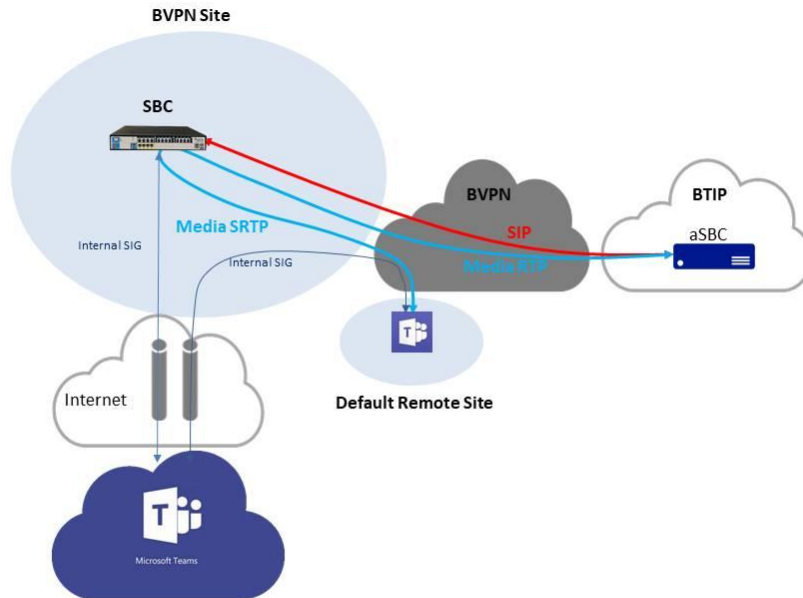 BVPN Site
SBC
BVPN
BTIP
aSBC
SIP
Media SRTP
Media RTP
Internal SIG
Internal SIG
T
Default Remote Site
Internet
T
Microsoft Teams